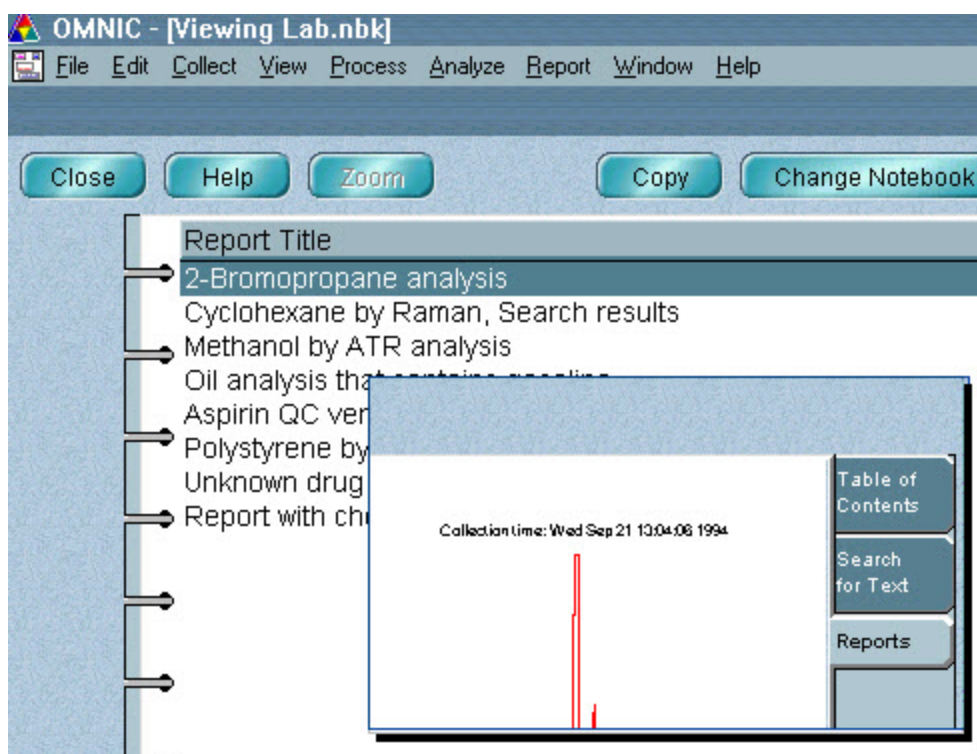 OMNIC - [Viewing Lab.nbk]
File Edit Collect View Process Analyze Report Window Help
Close Help Zoom Copy Change Notebook
Report Title
2-Bromopropane analysis
Cyclohexane by Raman, Search results
Methanol by ATR analysis
Oil analysis that contains gasoline
Aspirin QC ver
Polystyrene by
Unknown drug
Report with ch
Collection time: Wed Sep 21 13:04:06 1994
Table of
Contents
Search
for Text
Reports